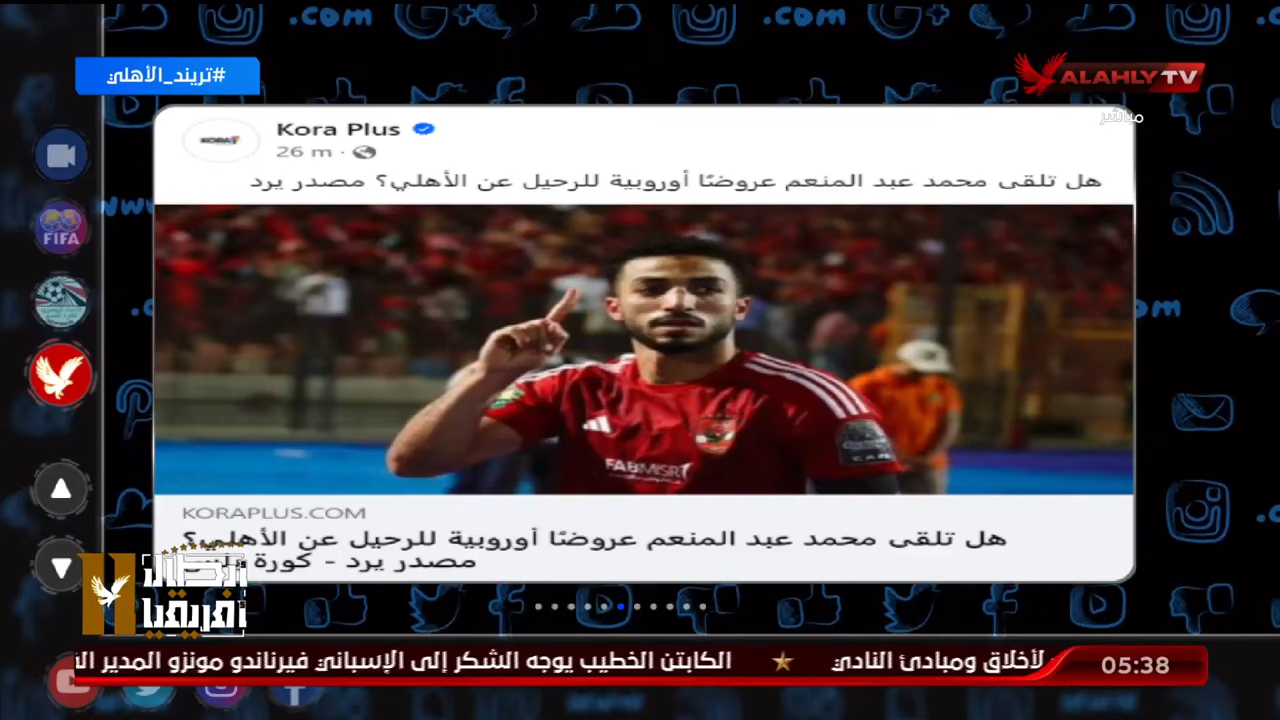 #تريند_الأهلي
ALAHLY TV
مباشر
Kora Plus
26 m
هل تلقى محمد عبد المنعم عروضًا أوروبية للرحيل عن الأهلي؟ مصدر يرد
FIFA
FABMISR
KORAPLUS.COM
هل تلقى محمد عبد المنعم عروضًا أوروبية للرحيل عن الأهلي؟
مصدر يرد - كورة بلس
أبطال
أفريقيا
لأخلاق ومبادئ النادي ★ الكابتن الخطيب يوجه الشكر إلى الإسباني فيرناندو مونزو المدير
05:38